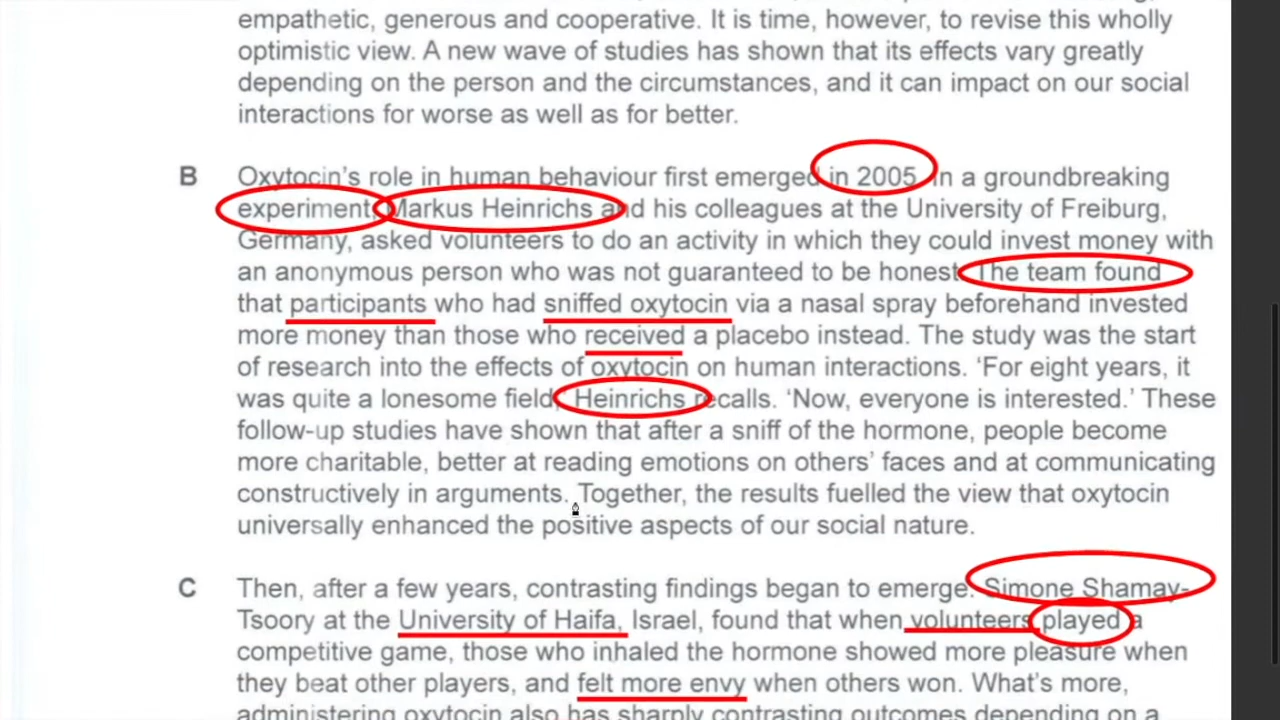 empathetic, generous and cooperative. It is time, however, to revise this wholly
optimistic view. A new wave of studies has shown that its effects vary greatly
depending on the person and the circumstances, and it can impact on our social
interactions for worse as well as for better.
B Oxytocin's role in human behaviour first emerged in 2005. In a groundbreaking
experiment, Markus Heinrichs and his colleagues at the University of Freiburg,
Germany, asked volunteers to do an activity in which they could invest money with
an anonymous person who was not guaranteed to be honest. The team found
that participants who had sniffed oxytocin via a nasal spray beforehand invested
more money than those who received a placebo instead. The study was the start
of research into the effects of oxytocin on human interactions. 'For eight years, it
was quite a lonesome field,' Heinrichs recalls. 'Now, everyone is interested.' These
follow-up studies have shown that after a sniff of the hormone, people become
more charitable, better at reading emotions on others' faces and at communicating
constructively in arguments. Together, the results fuelled the view that oxytocin
universally enhanced the positive aspects of our social nature.
C Then, after a few years, contrasting findings began to emerge. Simone Shamay-
Tsoory at the University of Haifa, Israel, found that when volunteers played a
competitive game, those who inhaled the hormone showed more pleasure when
they beat other players, and felt more envy when others won. What's more,
administering oxytocin also has sharply contrasting outcomes depending on a